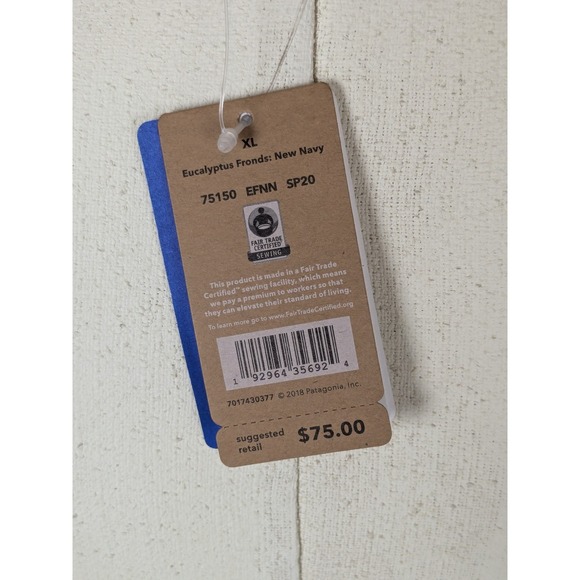 XL
Eucalyptus Fronds: New Navy
75150 EFNN SP20
FAIR TRADE
CERTIFIED
SEWING
This product is made in a Fair Trade
Certified™ sewing facility, which means
we pay a premium to workers so that
they can elevate their standard of living.
To learn more go to www.FairTradeCertified.org
1 92964 35692 4
7017430377 © 2018 Patagonia, Inc.
suggested
retail $75.00